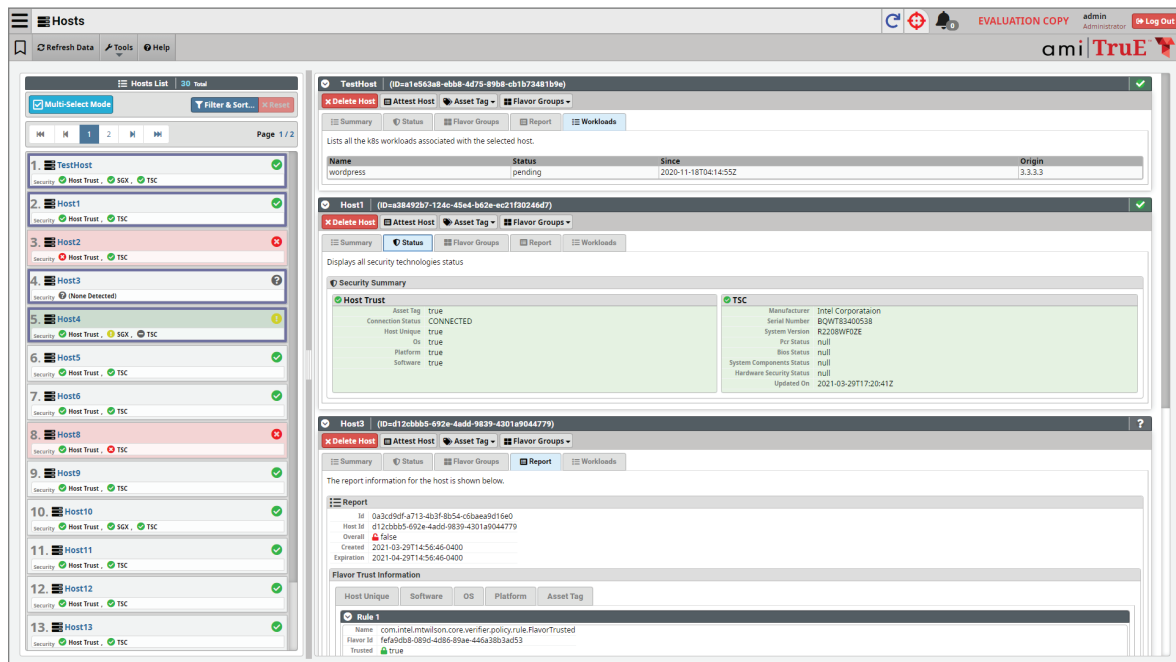 Hosts
0
EVALUATION COPY
admin
Administrator
Log Out
Refresh Data
Tools
Help
ami TruE
Hosts List 30 Total
Multi-Select Mode
Filter & Sort...
Reset
1 2
Page 1 / 2
1. TestHost
Security Host Trust , SGX , TSC
2. Host1
Security Host Trust , TSC
3. Host2
Security Host Trust , TSC
4. Host3
Security (None Detected)
5. Host4
Security Host Trust , SGX , TSC
6. Host5
Security Host Trust , TSC
7. Host6
Security Host Trust , TSC
8. Host8
Security Host Trust , TSC
9. Host9
Security Host Trust , TSC
10. Host10
Security Host Trust , SGX , TSC
11. Host11
Security Host Trust , TSC
12. Host12
Security Host Trust , TSC
13. Host13
Security Host Trust , TSC
TestHost (ID=a1e563a8-ebb8-4d75-89b8-cb1b73481b9e)
Delete Host Attest Host Asset Tag Flavor Groups
Summary Status Flavor Groups Report Workloads
Lists all the k8s workloads associated with the selected host.
Name Status Since Origin
wordpress pending 2020-11-18T04:14:55Z 3.3.3.3
Host1 (ID=a38492b7-124c-45e4-b62e-ec21f30246d7)
Delete Host Attest Host Asset Tag Flavor Groups
Summary Status Flavor Groups Report Workloads
Displays all security technologies status
Security Summary
Host Trust
Asset Tag true
Connection Status CONNECTED
Host Unique true
Os true
Platform true
Software true
TSC
Manufacturer Intel Corporataion
Serial Number BQWT83400538
System Version R2208WF0ZE
Pcr Status null
Bios Status null
System Components Status null
Hardware Security Status null
Updated On 2021-03-29T17:20:41Z
Host3 (ID=d12cbbb5-692e-4add-9839-4301a9044779)
?
Delete Host Attest Host Asset Tag Flavor Groups
Summary Status Flavor Groups Report Workloads
The report information for the host is shown below.
Report
Id 0a3cd9df-a713-4b3f-8b54-c6baea9d16e0
Host Id d12cbbb5-692e-4add-9839-4301a9044779
Overall false
Created 2021-03-29T14:56:46-0400
Expiration 2021-04-29T14:56:46-0400
Flavor Trust Information
Host Unique Software OS Platform Asset Tag
Rule 1
Name com.intel.mtwilson.core.verifier.policy.rule.FlavorTrusted
Flavor Id fefa9db8-089d-4d86-89ae-446a38b3ad53
Trusted true